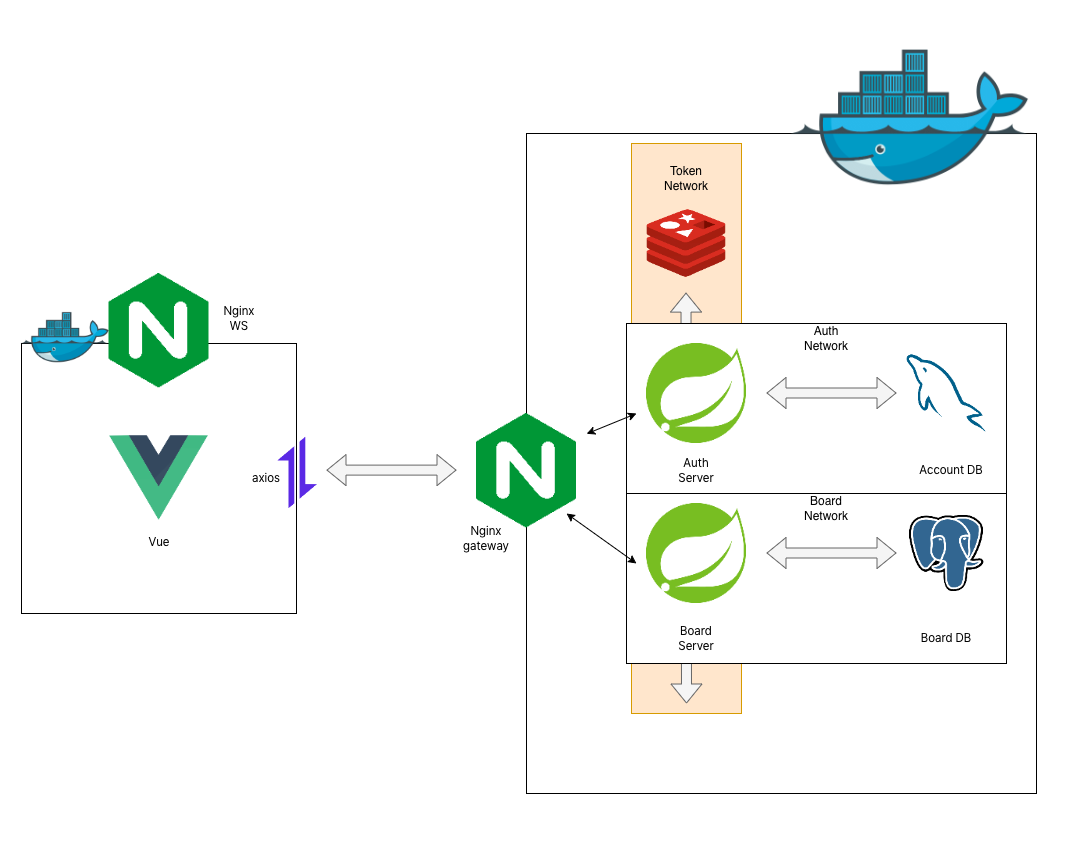 Token
Network
Nginx
WS
Auth
Network
axios
Auth
Server
Account DB
Vue
Nginx
gateway
Board
Network
Board
Server
Board DB